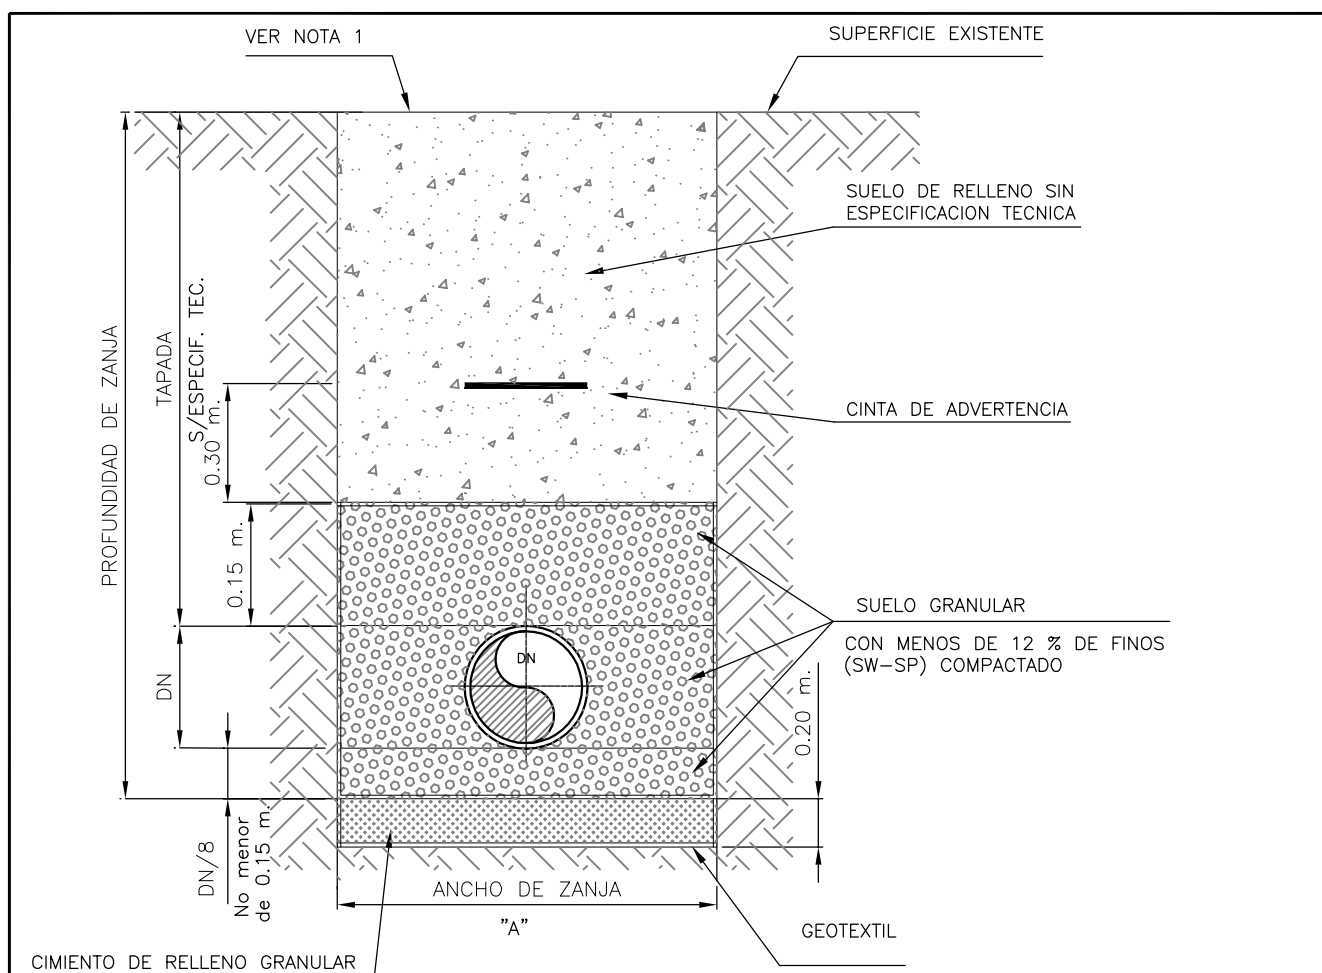 VER NOTA 1
SUPERFICIE EXISTENTE
SUELO DE RELLENO SIN
ESPECIFICACION TECNICA
PROFUNDIDAD DE ZANJA
TAPADA
S/ESPECIF. TEC.
0.30 m.
CINTA DE ADVERTENCIA
0.15 m.
SUELO GRANULAR
CON MENOS DE 12 % DE FINOS
(SW-SP) COMPACTADO
DN
DN
0.20 m.
DN/8
No menor
de 0.15 m.
ANCHO DE ZANJA
"A"
GEOTEXTIL
CIMIENTO DE RELLENO GRANULAR